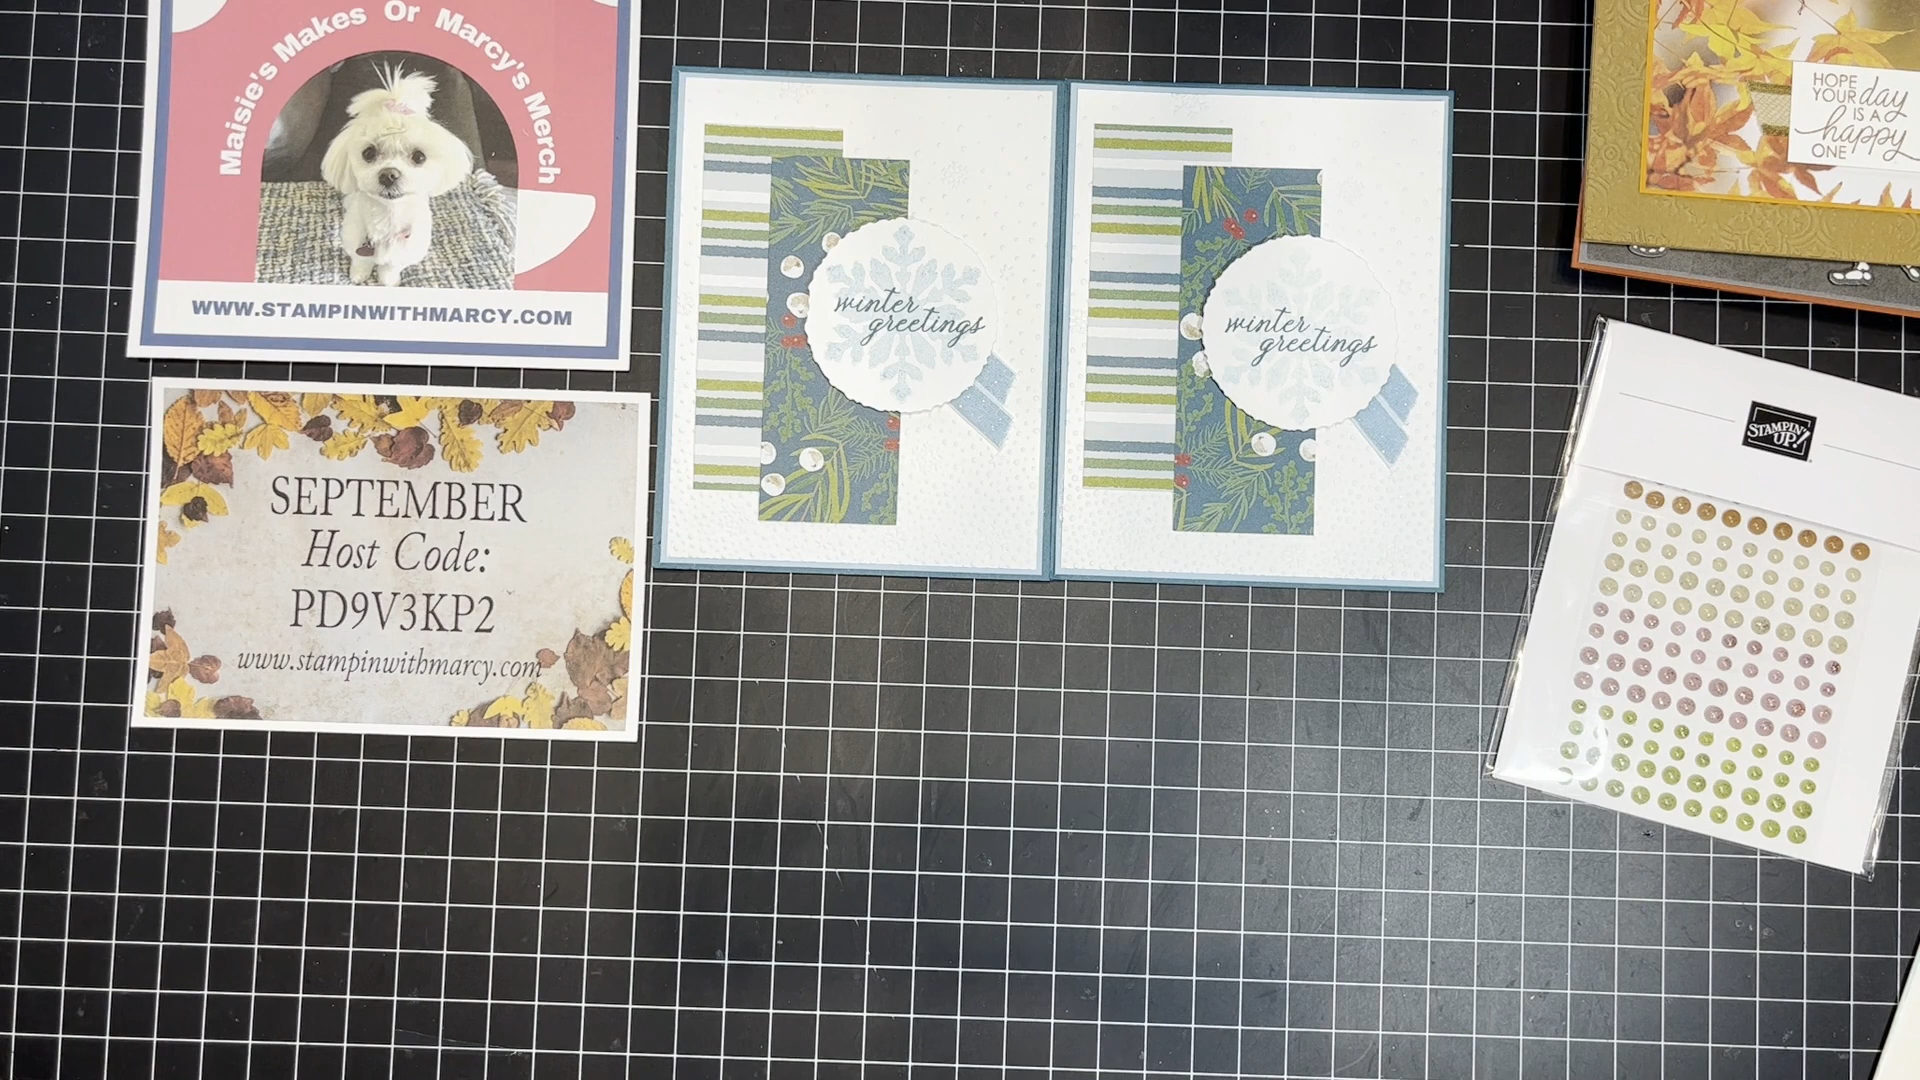 Maisie's Makes Or Marcy's Merch
WWW.STAMPINWITHMARCY.COM
SEPTEMBER
Host Code:
PD9V3KP2
www.stampinwithmarcy.com
winter
greetings
winter
greetings
HOPE
YOUR day
IS A
happy
ONE
STAMPIN'
UP!